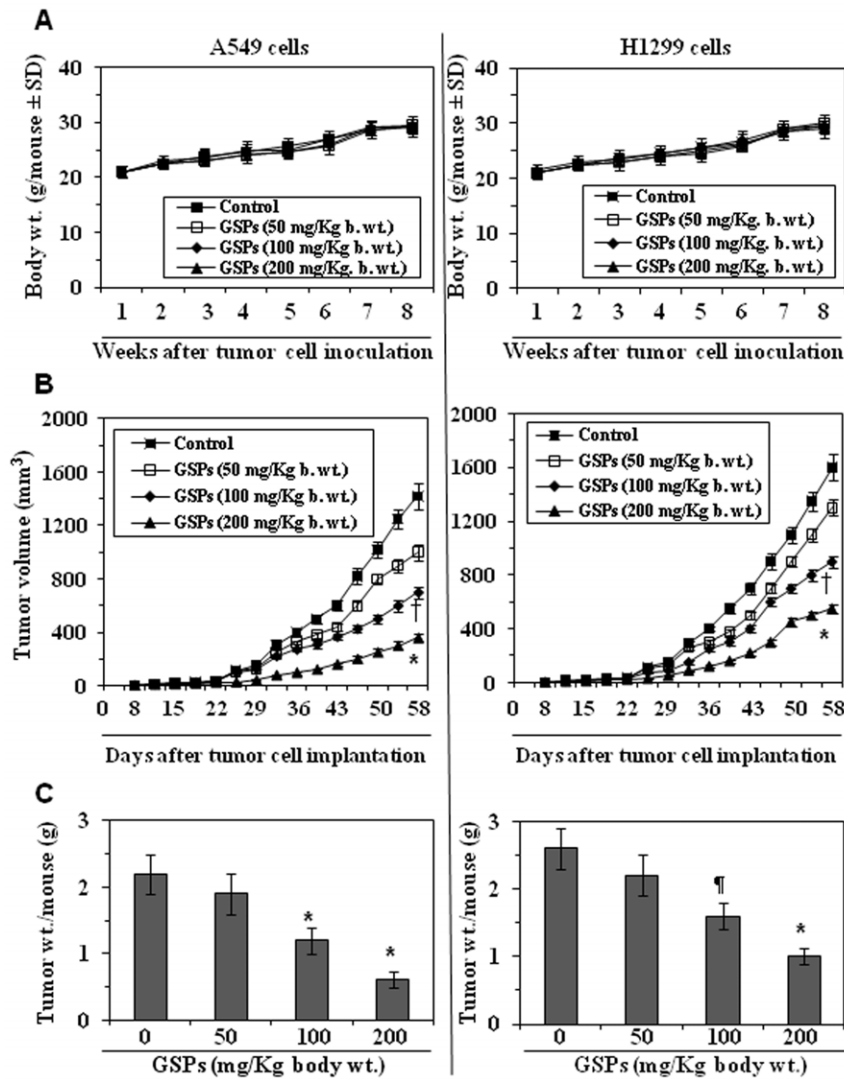 A
A549 cells
H1299 cells
Body wt. (g/mouse ± SD)
40
30
20
10
0
Control
GSPs (50 mg/Kg b. wt.)
GSPs (100 mg/Kg b. wt.)
GSPs (200 mg/Kg. b. wt.)
1 2 3 4 5 6 7 8
Weeks after tumor cell inoculation
Body wt. (g/mouse ± SD)
40
30
20
10
0
Control
GSPs (50 mg/Kg. b. wt.)
GSPs (100 mg/Kg. b. wt.)
GSPs (200 mg/Kg. b. wt.)
1 2 3 4 5 6 7 8
Weeks after tumor cell inoculation
B
Tumor volume (mm³)
2000
1600
1200
800
400
0
Control
GSPs (50 mg/Kg b. wt.)
GSPs (100 mg/Kg b. wt.)
GSPs (200 mg/Kg b. wt.)
†
*
0 8 15 22 29 36 43 50 58
Days after tumor cell implantation
2000
1600
1200
800
400
0
Control
GSPs (50 mg/Kg b. wt.)
GSPs (100 mg/Kg b. wt.)
GSPs (200 mg/Kg b. wt.)
†
*
0 8 15 22 29 36 43 50 58
Days after tumor cell implantation
C
Tumor wt./mouse (g)
3
2
1
0
*
*
0 50 100 200
GSPs (mg/Kg body wt.)
Tumor wt./mouse (g)
3
2
1
0
¶
*
0 50 100 200
GSPs (mg/Kg body wt.)